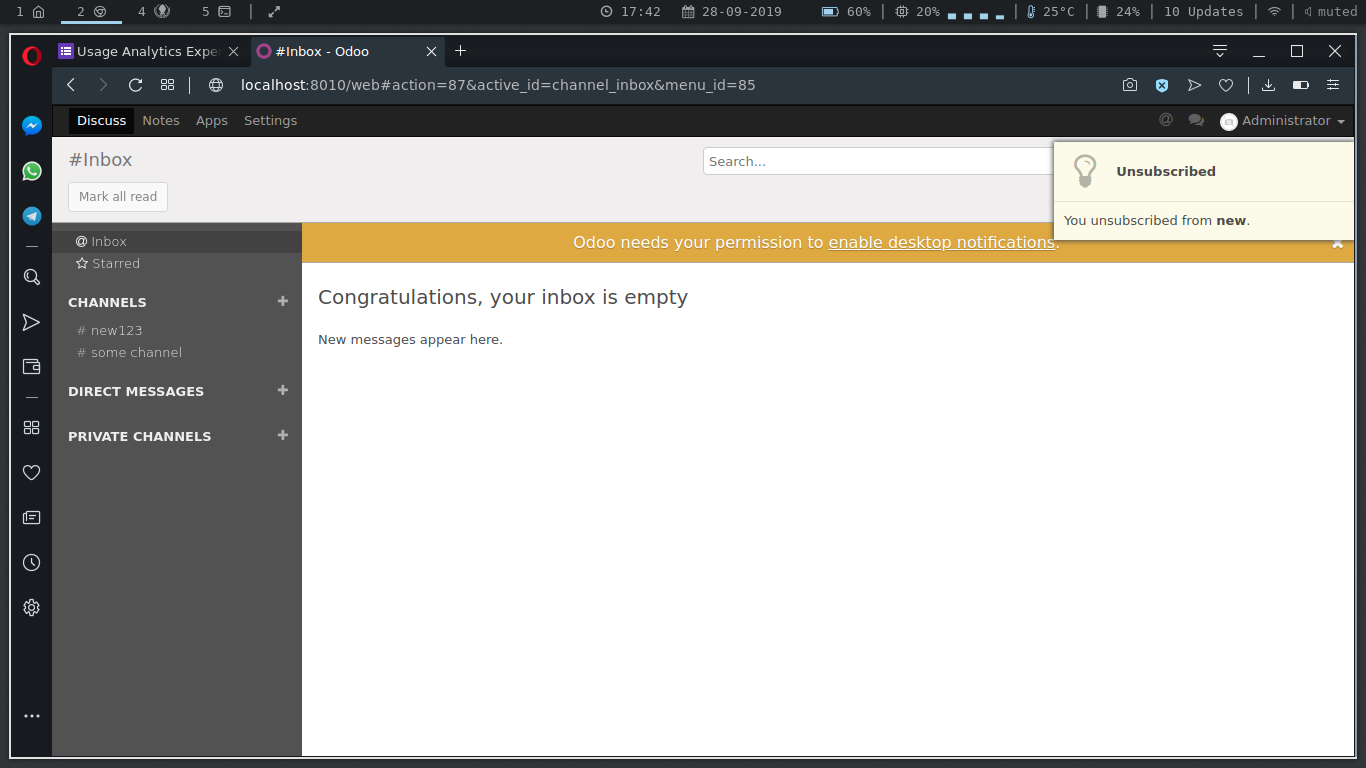 1 2 4 5 17:42 28-09-2019 60% 20% 25°C 24% 10 Updates muted
Usage Analytics Expe #Inbox - Odoo
localhost:8010/web#action=87&active_id=channel_inbox&menu_id=85
Discuss Notes Apps Settings @ Administrator
#Inbox Search...
Unsubscribed
Mark all read
You unsubscribed from new.
@ Inbox
Odoo needs your permission to enable desktop notifications.
Starred
Congratulations, your inbox is empty
CHANNELS
# new123
New messages appear here.
# some channel
DIRECT MESSAGES
PRIVATE CHANNELS